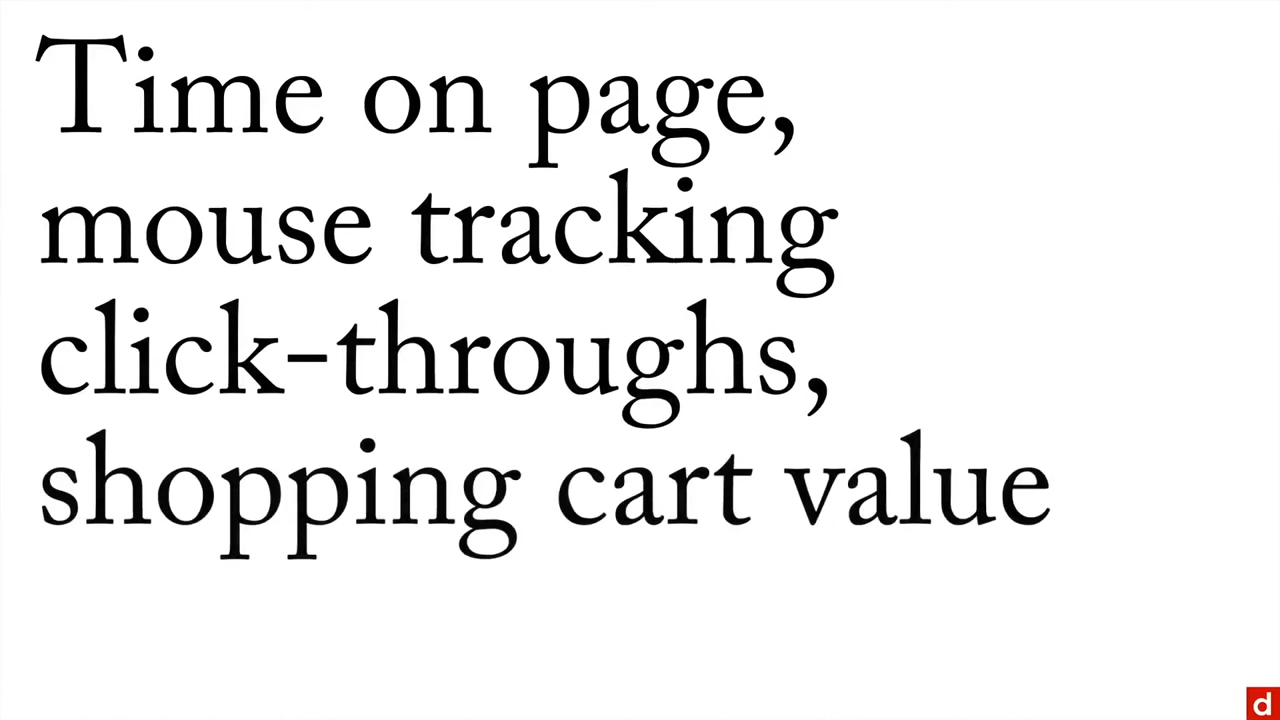 Time on page,
mouse tracking
click-throughs,
shopping cart value
d